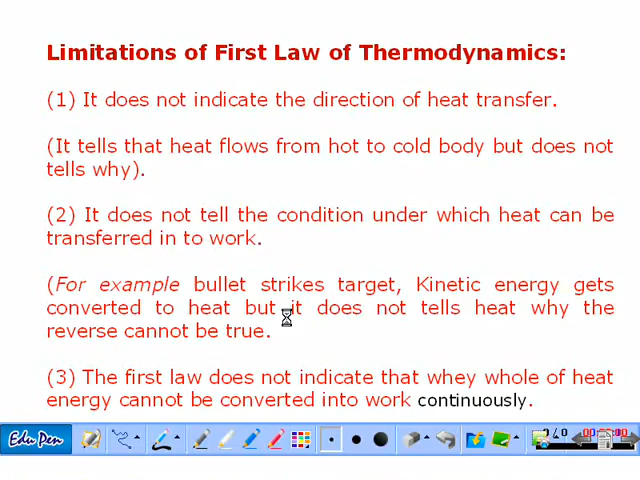 Limitations of First Law of Thermodynamics:
(1) It does not indicate the direction of heat transfer.
(It tells that heat flows from hot to cold body but does not
tells why).
(2) It does not tell the condition under which heat can be
transferred in to work.
(For example bullet strikes target, Kinetic energy gets
converted to heat but it does not tells heat why the
reverse cannot be true.
(3) The first law does not indicate that whey whole of heat
energy cannot be converted into work continuously.
Edu Pen